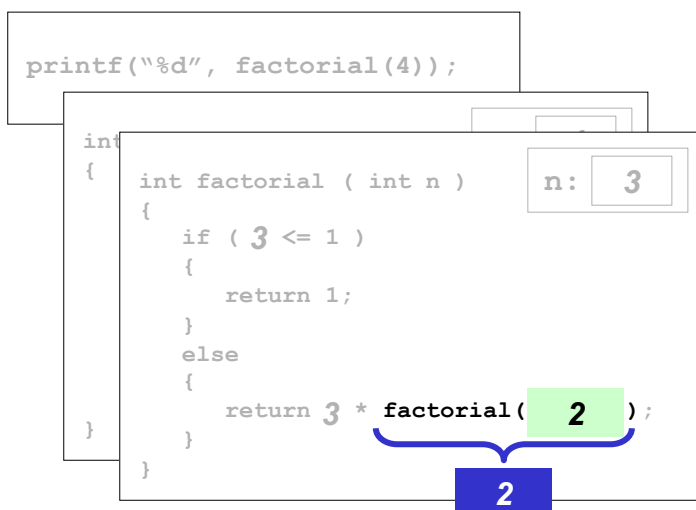 printf(“%d”, factorial(4));
int
{
}
int factorial ( int n )
n: 3
{
if ( 3 <= 1 )
{
return 1;
}
else
{
return 3 * factorial( 2 );
}
}
2